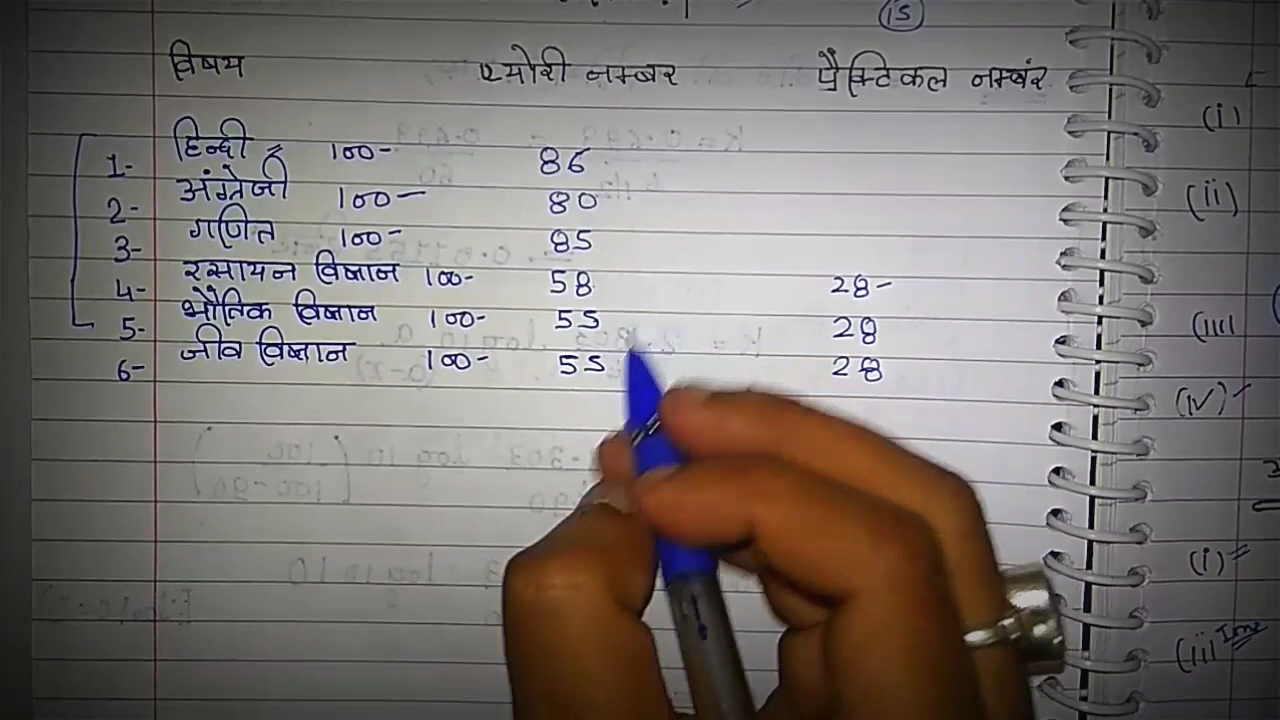 15
विषय थ्योरी नम्बर प्रैक्टिकल नम्बर
1- हिन्दी = 100- 86
2- अंग्रेजी 100- 80
3- गणित 100- 85
4- रसायन विज्ञान 100- 58 28-
5- भौतिक विज्ञान 100- 55 28
6- जीव विज्ञान 100- 55 28
(i)
(ii)
(iii
(iv)
(i)=
(iii)